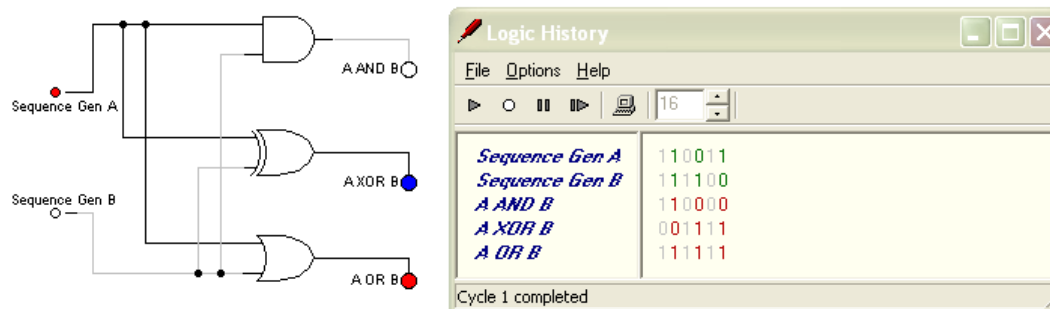 A AND B
Sequence Gen A
A XOR B
Sequence Gen B
A OR B
Logic History
File Options Help
16
Sequence Gen A 110011
Sequence Gen B 111100
A AND B 110000
A XOR B 001111
A OR B 111111
Cycle 1 completed